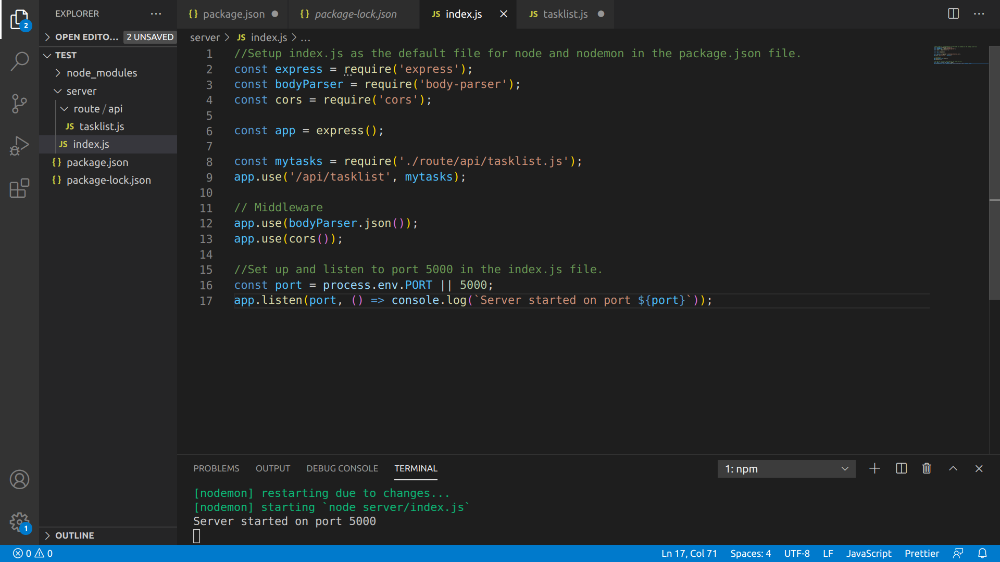 EXPLORER
2
OPEN EDITO... 2 UNSAVED
TEST
node_modules
server
route / api
JS tasklist.js
JS index.js
{} package.json
{} package-lock.json
OUTLINE
1
{} package.json
{} package-lock.json
JS index.js
JS tasklist.js
server > JS index.js > ...
1 //Setup index.js as the default file for node and nodemon in the package.json file.
2 const express = require('express');
3 const bodyParser = require('body-parser');
4 const cors = require('cors');
5
6 const app = express();
7
8 const mytasks = require('./route/api/tasklist.js');
9 app.use('/api/tasklist', mytasks);
10
11 // Middleware
12 app.use(bodyParser.json());
13 app.use(cors());
14
15 //Set up and listen to port 5000 in the index.js file.
16 const port = process.env.PORT || 5000;
17 app.listen(port, () => console.log(`Server started on port ${port}`));
PROBLEMS OUTPUT DEBUG CONSOLE TERMINAL
1: npm
[nodemon] restarting due to changes...
[nodemon] starting `node server/index.js`
Server started on port 5000
0 0
Ln 17, Col 71 Spaces: 4 UTF-8 LF JavaScript Prettier